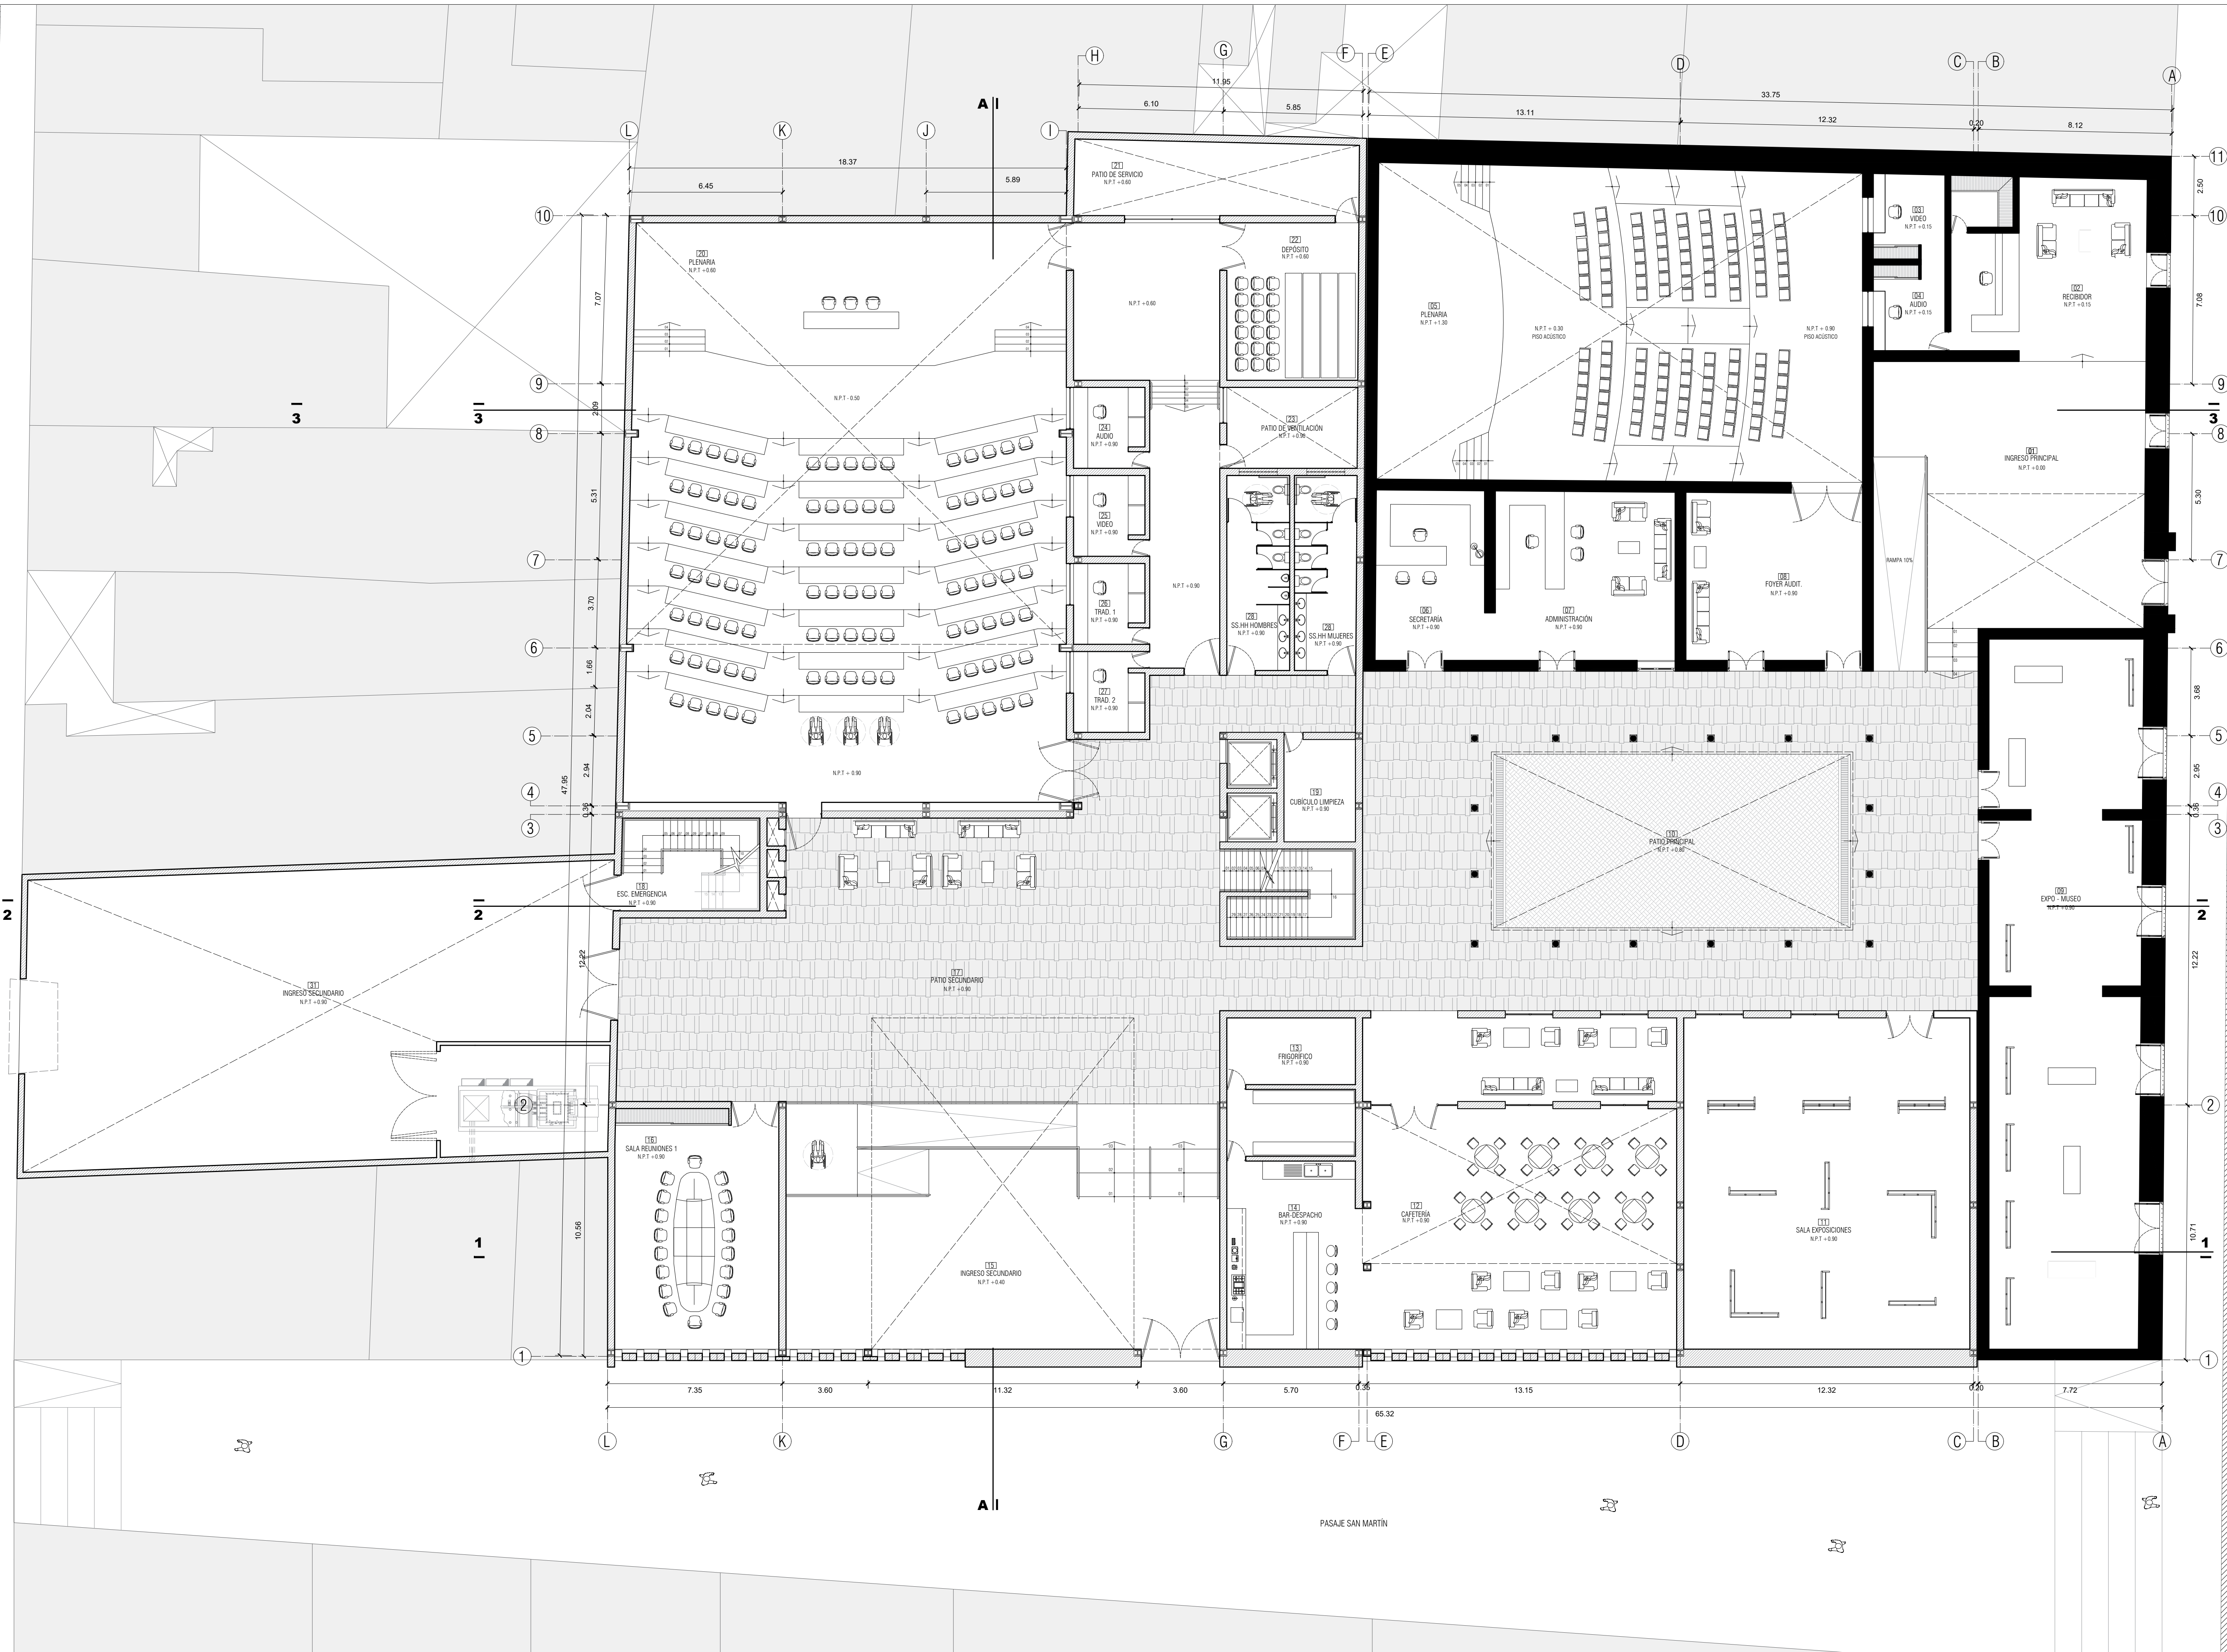 H
G
F
E
D
C
B
A
11.95
33.75
6.10
5.85
13.11
12.32
0.20
8.12
A
L
K
J
I
18.37
6.45
5.89
11
2.50
10
7.08
9
3
8
5.30
7
6
3.68
5
2.95
4
0.36
3
2
12.22
2
10.71
1
1
10
7.07
9
2.09
3
3
8
5.31
7
3.70
6
1.66
2.04
5
2.94
4
0.36
3
47.95
2
2
12.22
2
10.56
1
1
21
PATIO DE SERVICIO
N.P.T +0.60
20
PLENARIA
N.P.T +0.60
22
DEPÓSITO
N.P.T +0.60
N.P.T +0.60
N.P.T - 0.50
05
PLENARIA
N.P.T +1.30
N.P.T + 0.30
PISO ACÚSTICO
N.P.T + 0.90
PISO ACÚSTICO
03
VIDEO
N.P.T +0.15
04
AUDIO
N.P.T +0.15
02
RECIBIDOR
N.P.T +0.15
24
AUDIO
N.P.T +0.90
23
PATIO DE VENTILACIÓN
N.P.T +0.90
01
INGRESO PRINCIPAL
N.P.T ±0.00
25
VIDEO
N.P.T +0.90
26
TRAD. 1
N.P.T +0.90
N.P.T +0.90
27
TRAD. 2
N.P.T +0.90
28
SS.HH HOMBRES
N.P.T +0.90
28
SS.HH MUJERES
N.P.T +0.90
06
SECRETARÍA
N.P.T +0.90
07
ADMINISTRACIÓN
N.P.T +0.90
08
FOYER AUDIT.
N.P.T +0.90
RAMPA 10%
N.P.T + 0.90
19
CUBÍCULO LIMPIEZA
N.P.T +0.90
10
PATIO PRINCIPAL
N.P.T +0.80
18
ESC. EMERGENCIA
N.P.T +0.90
09
EXPO - MUSEO
N.P.T +0.90
17
PATIO SECUNDARIO
N.P.T +0.90
31
INGRESO SECUNDARIO
N.P.T +0.90
13
FRIGORIFICO
N.P.T +0.90
16
SALA REUNIONES 1
N.P.T +0.90
15
INGRESO SECUNDARIO
N.P.T +0.40
14
BAR-DESPACHO
N.P.T +0.90
12
CAFETERÍA
N.P.T +0.90
11
SALA EXPOSICIONES
N.P.T +0.90
7.35
3.60
11.32
3.60
5.70
0.35
13.15
12.32
0.20
7.72
65.32
L
K
G
F
E
D
C
B
A
A
PASAJE SAN MARTÍN